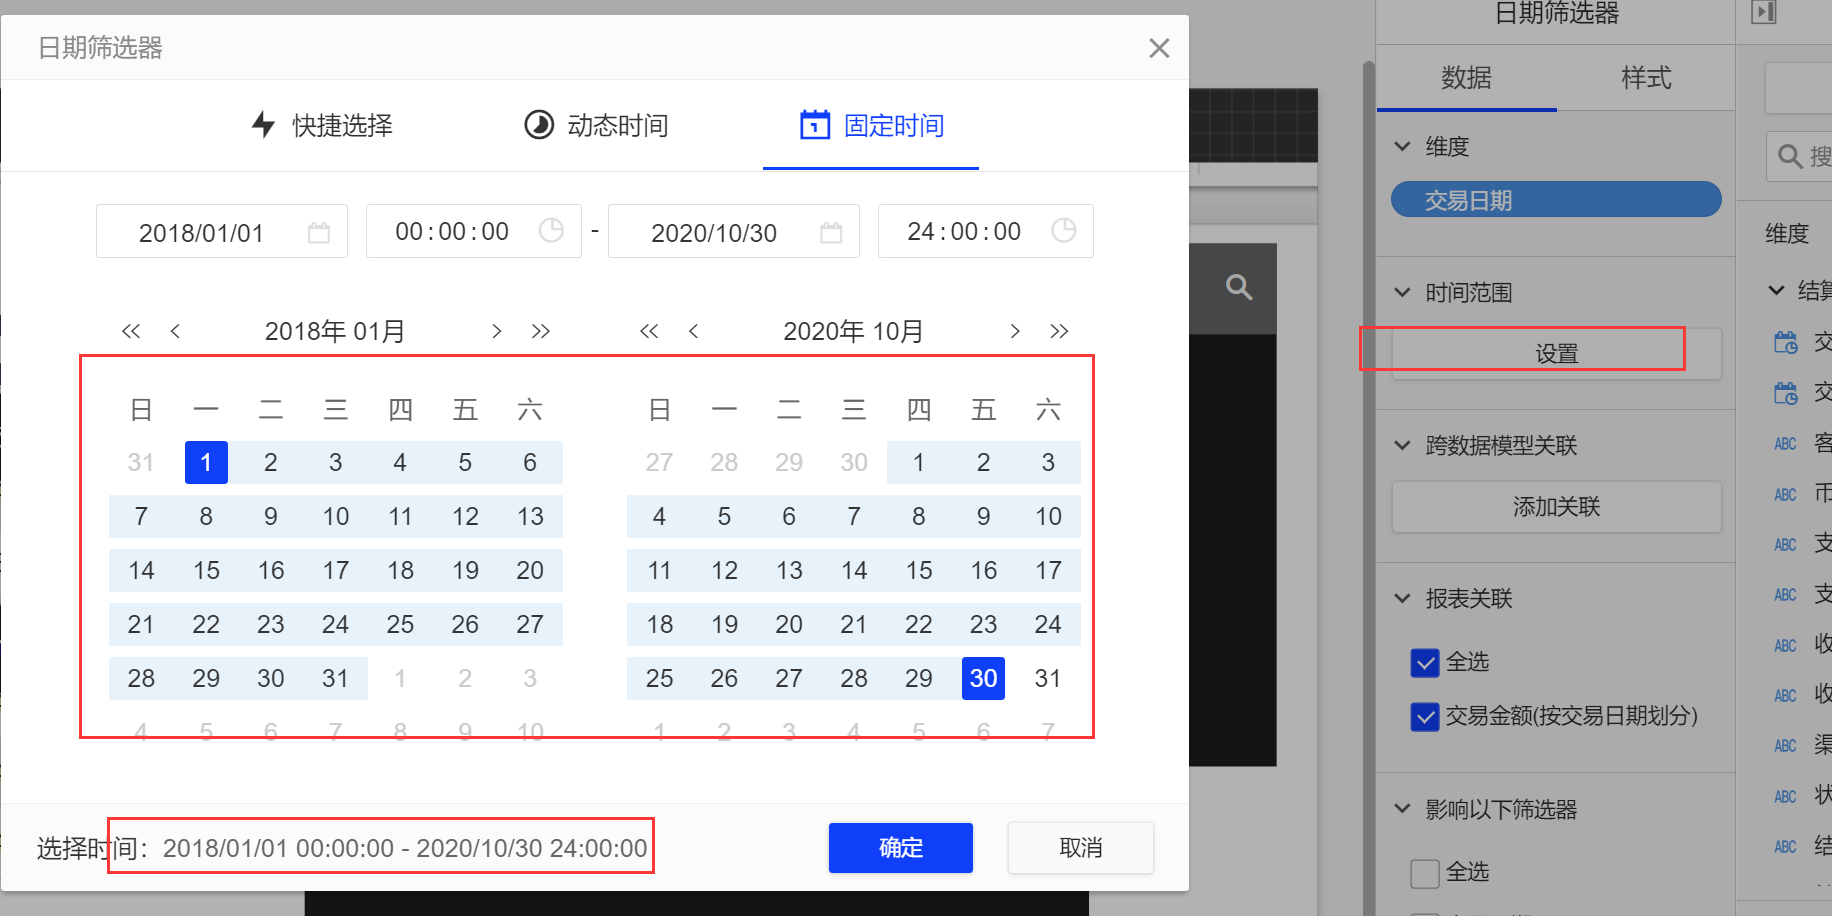 日期筛选器
快捷选择
动态时间
固定时间
2018/01/01
00:00:00
-
2020/10/30
24:00:00
2018年 01月
日 一 二 三 四 五 六
31 1 2 3 4 5 6
7 8 9 10 11 12 13
14 15 16 17 18 19 20
21 22 23 24 25 26 27
28 29 30 31 1 2 3
4 5 6 7 8 9 10
2020年 10月
日 一 二 三 四 五 六
27 28 29 30 1 2 3
4 5 6 7 8 9 10
11 12 13 14 15 16 17
18 19 20 21 22 23 24
25 26 27 28 29 30 31
1 2 3 4 5 6 7
选择时间：2018/01/01 00:00:00 - 2020/10/30 24:00:00
确定
取消
日期筛选器
数据
样式
维度
交易日期
时间范围
设置
跨数据模型关联
添加关联
报表关联
全选
交易金额(按交易日期划分)
影响以下筛选器
全选
搜
维度
结算
交
交
ABC 客
ABC 币
ABC 支
ABC 支
ABC 收
ABC 收
ABC 渠
ABC 状
ABC 结